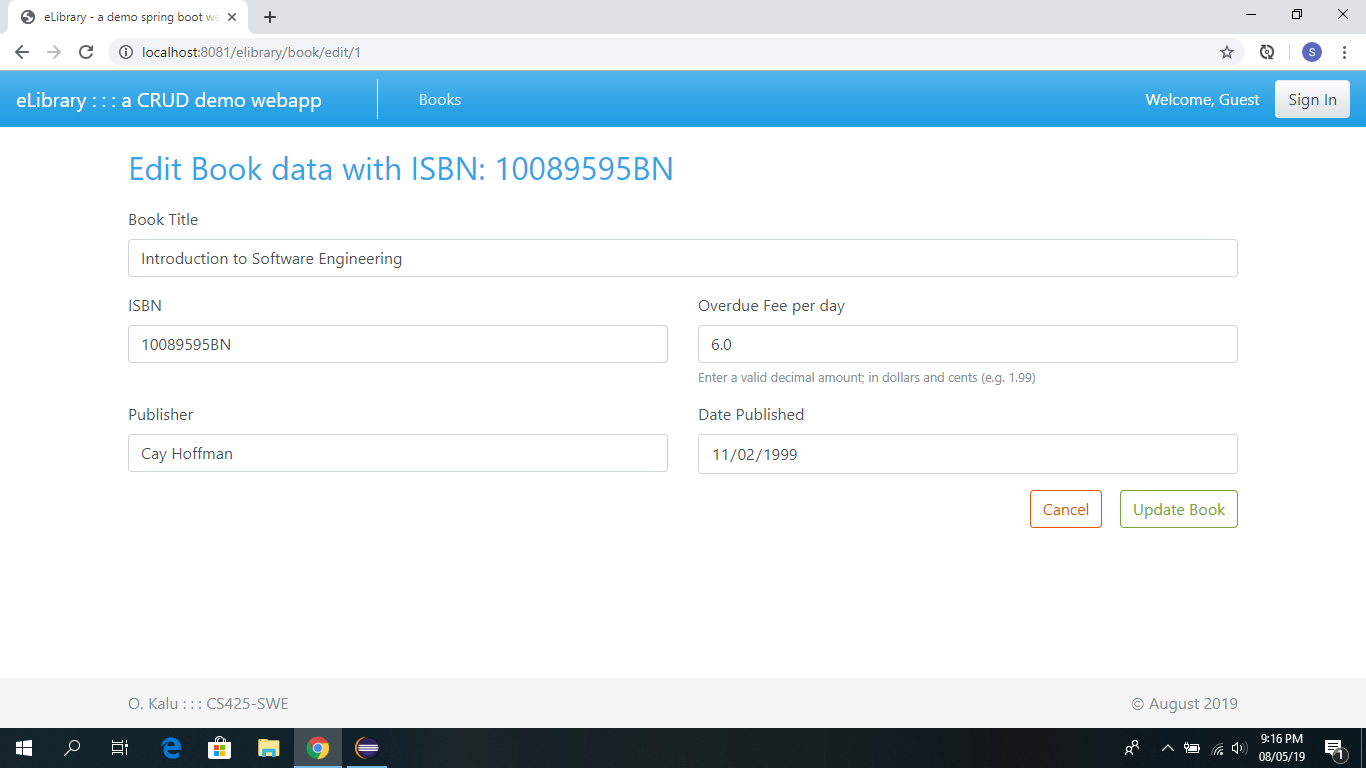 eLibrary - a demo spring boot we
localhost:8081/elibrary/book/edit/1
S
eLibrary : : : a CRUD demo webapp
Books
Welcome, Guest
Sign In
Edit Book data with ISBN: 10089595BN
Book Title
Introduction to Software Engineering
ISBN
Overdue Fee per day
10089595BN
6.0
Enter a valid decimal amount; in dollars and cents (e.g. 1.99)
Publisher
Date Published
Cay Hoffman
11/02/1999
Cancel
Update Book
O. Kalu : : : CS425-SWE
© August 2019
9:16 PM
08/05/19
1